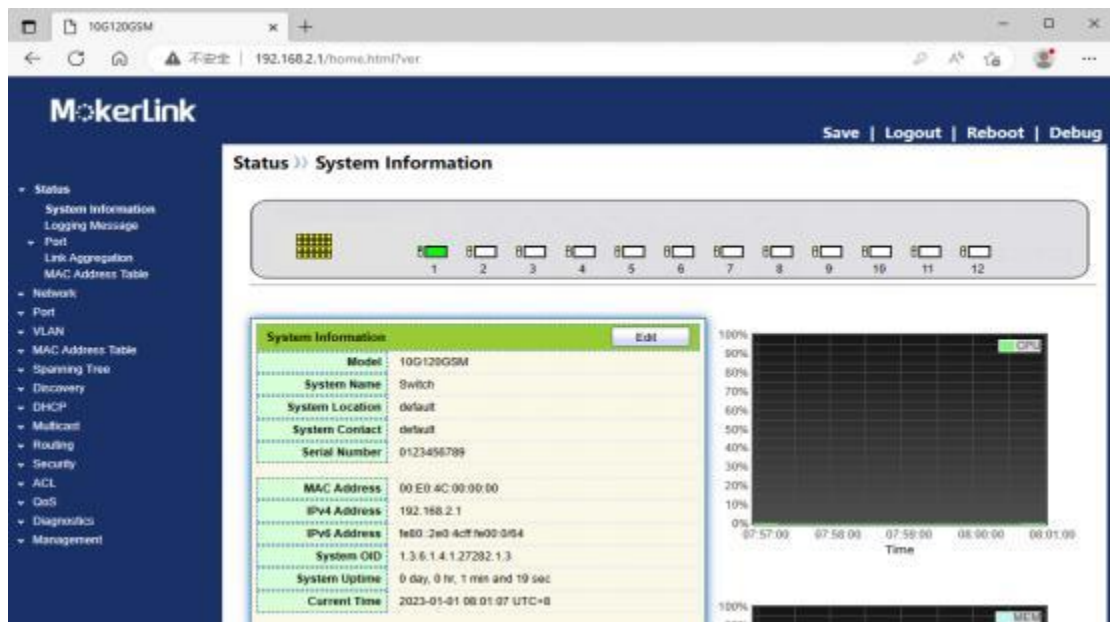 10G120GSM
不安全 | 192.168.2.1/home.html?ver
MokerLink
Save | Logout | Reboot | Debug
Status » System Information
Status
System Information
Logging Message
Port
Link Aggregation
MAC Address Table
Network
Port
VLAN
MAC Address Table
Spanning Tree
Discovery
DHCP
Multicast
Routing
Security
ACL
QoS
Diagnostics
Management
1 2 3 4 5 6 7 8 9 10 11 12
System Information Edit
Model 10G120GSM
System Name Switch
System Location default
System Contact default
Serial Number 0123456789
MAC Address 00:E0:4C:00:00:00
IPv4 Address 192.168.2.1
IPv6 Address fe80::2e0:4cff:fe00:0/64
System OID 1.3.6.1.4.1.27282.1.3
System Uptime 0 day, 0 hr, 1 min and 19 sec
Current Time 2023-01-01 08:01:07 UTC+8
CPU
100%
90%
80%
70%
60%
50%
40%
30%
20%
10%
0%
07:57:00 07:58:00 07:59:00 08:00:00 08:01:00
Time
100%
MEM